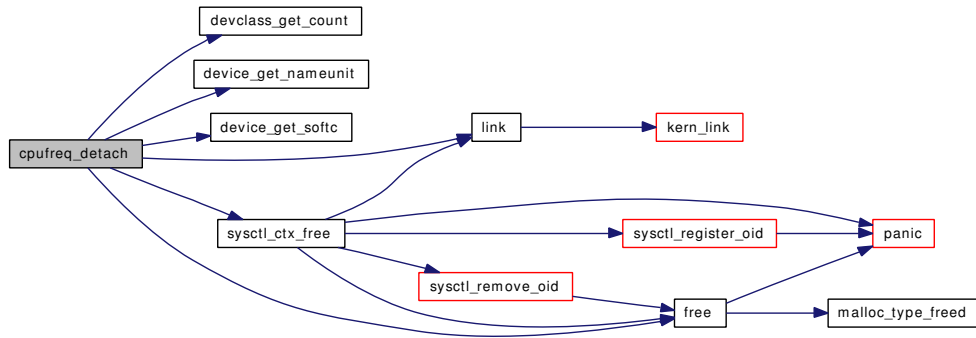 devclass_get_count
device_get_nameunit
device_get_softc
link
kern_link
cpufreq_detach
sysctl_ctx_free
sysctl_register_oid
panic
sysctl_remove_oid
free
malloc_type_freed